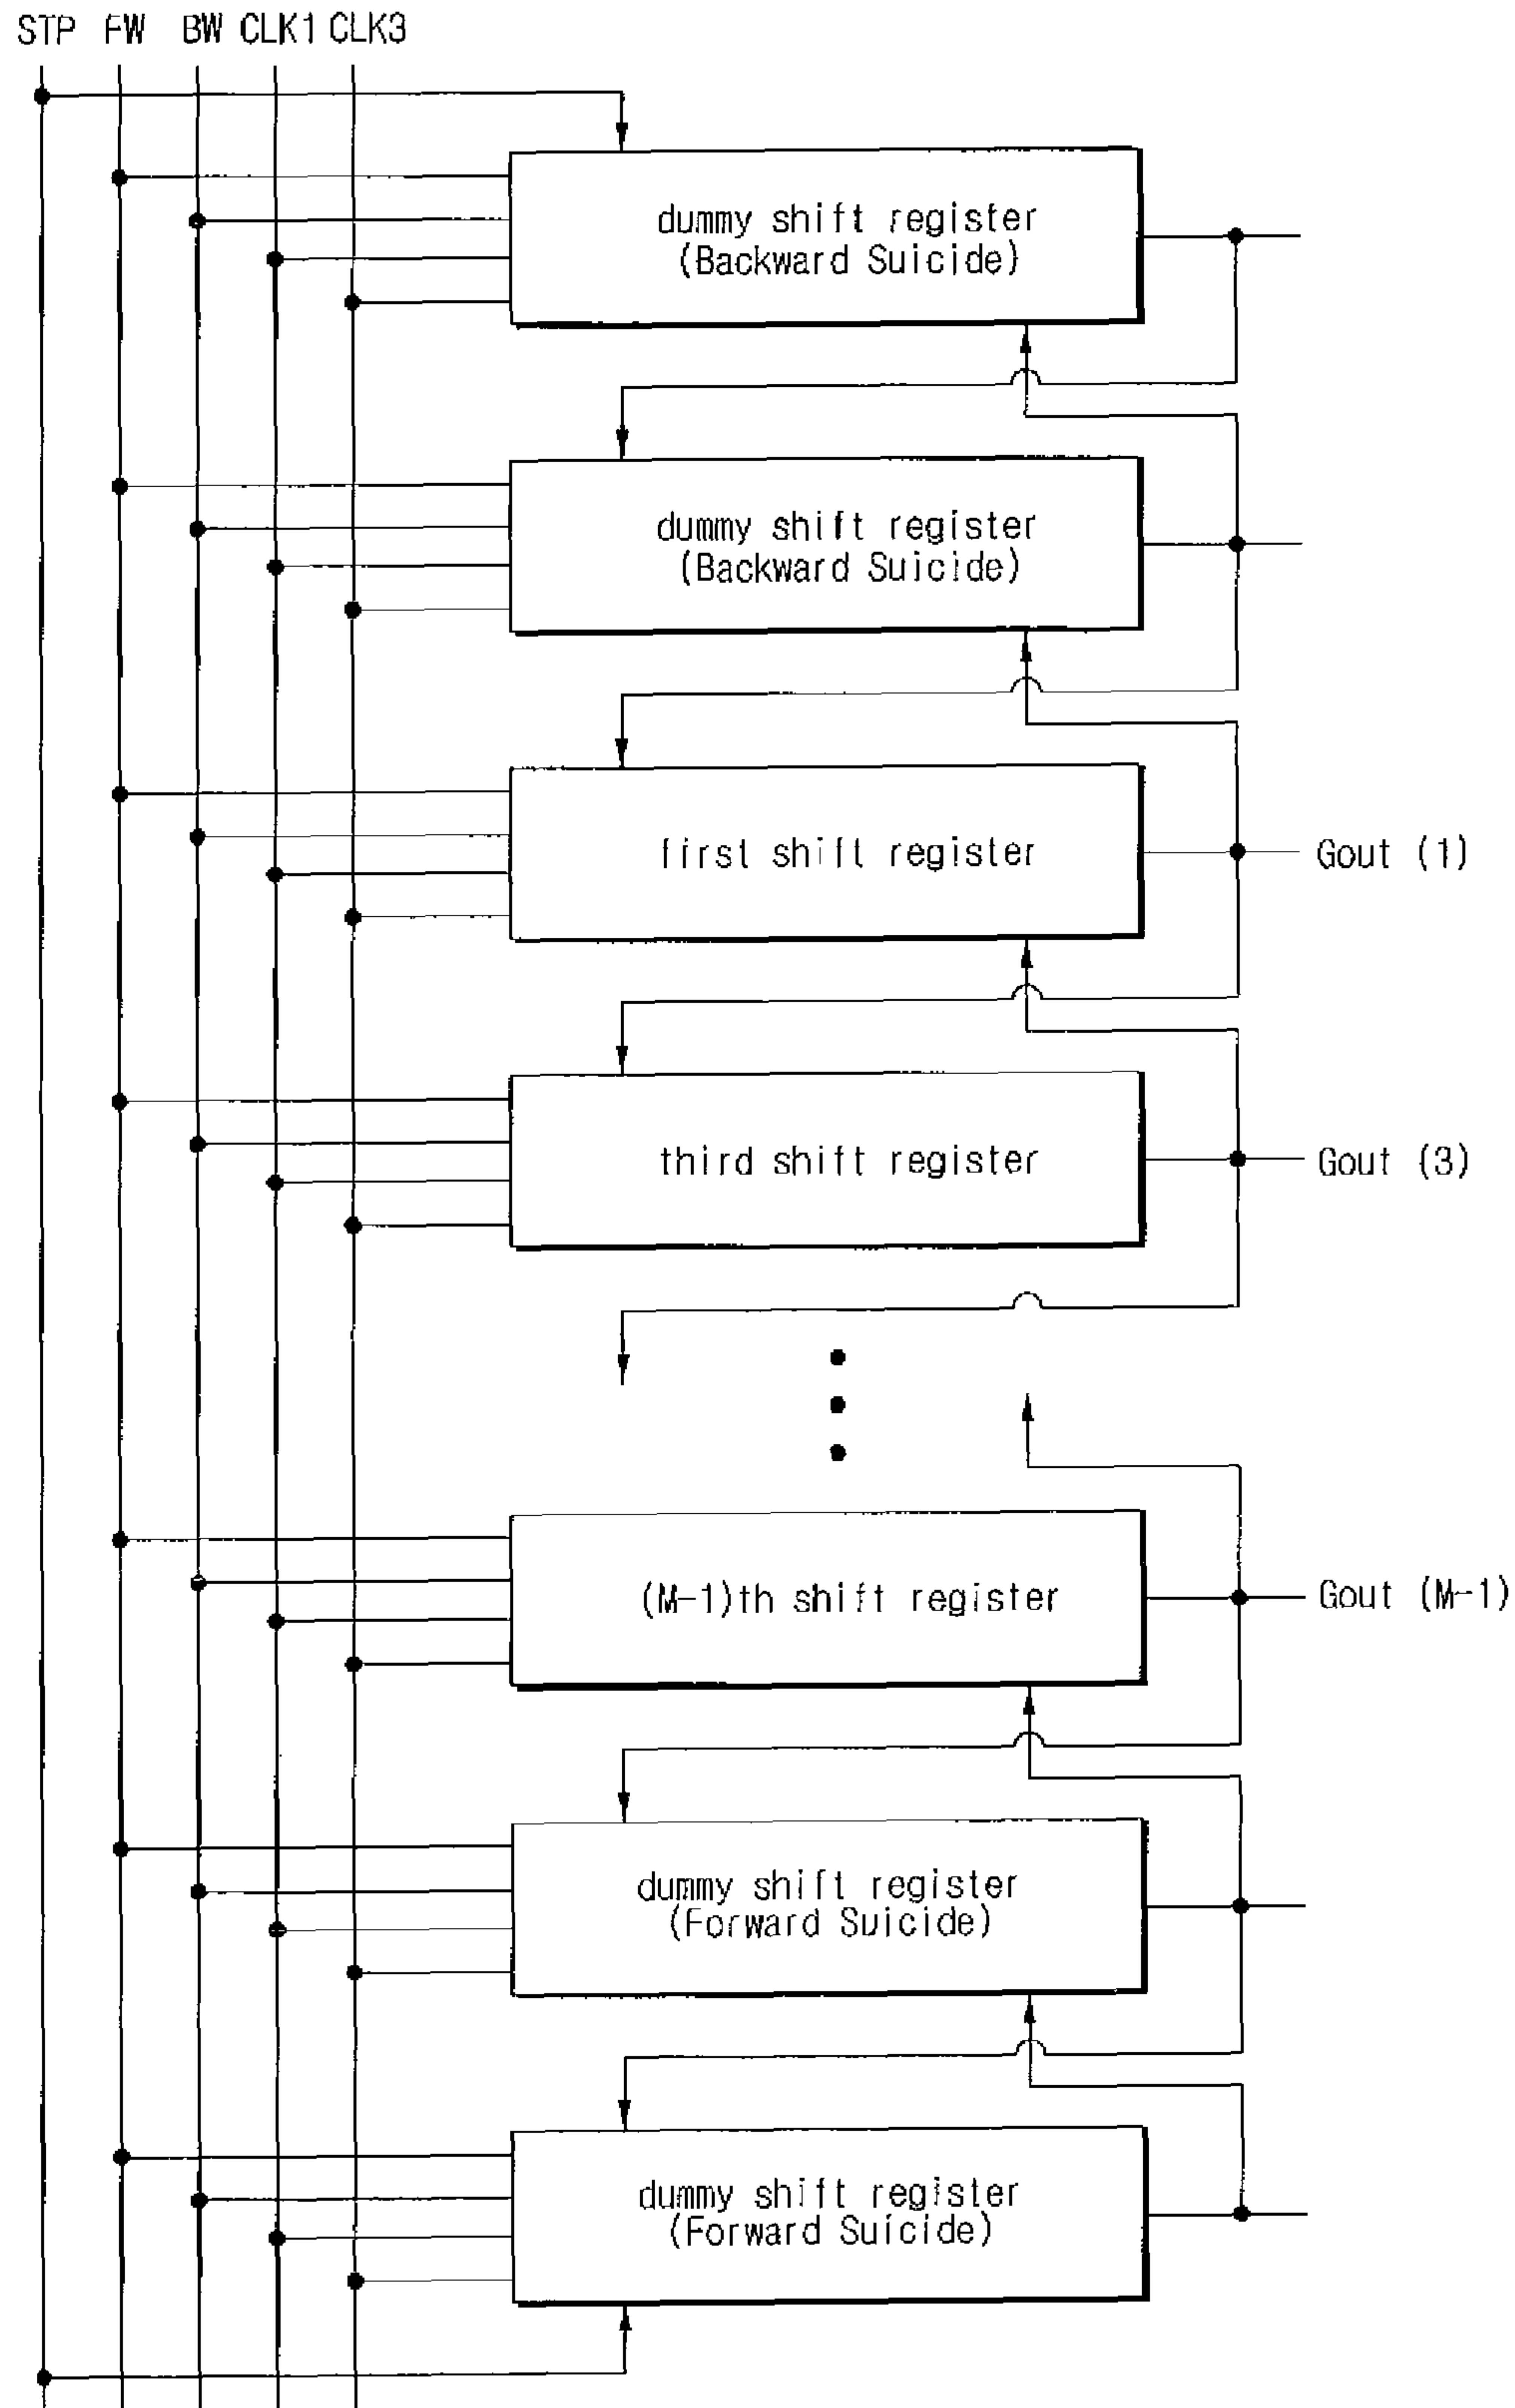 STP FW BW CLK1 CLK3
dummy shift register
(Backward Suicide)
dummy shift register
(Backward Suicide)
first shift register
Gout (1)
third shift register
Gout (3)
(M-1)th shift register
Gout (M-1)
dummy shift register
(Forward Suicide)
dummy shift register
(Forward Suicide)